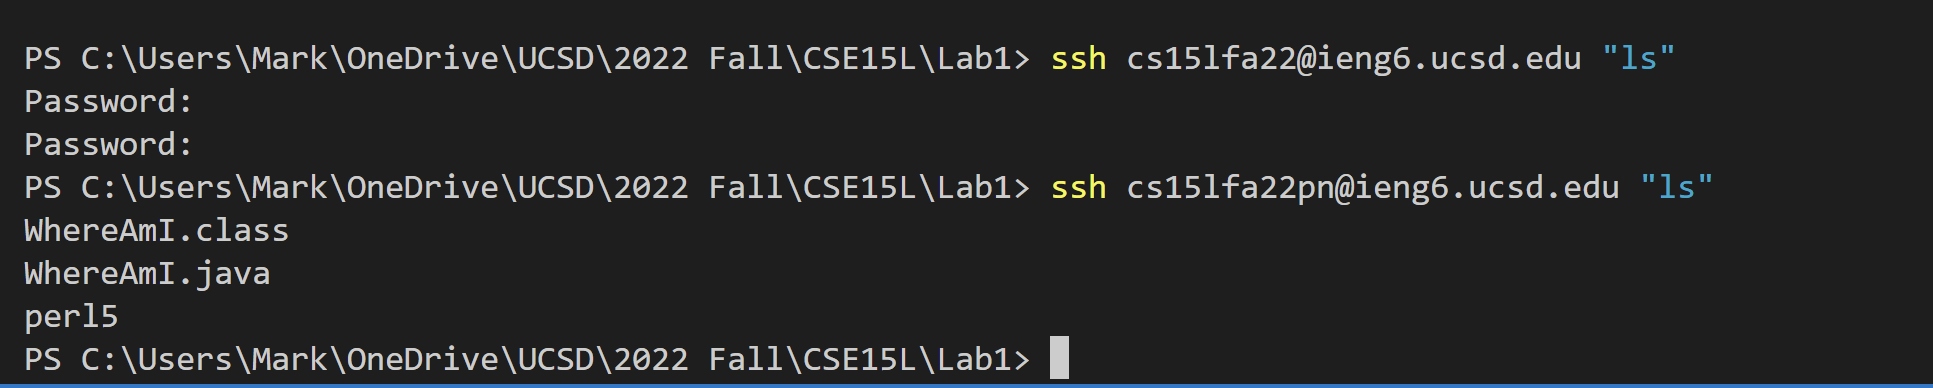 PS C:\Users\Mark\OneDrive\UCSD\2022 Fall\CSE15L\Lab1> ssh cs15lfa22@ieng6.ucsd.edu "ls"
Password:
Password:
PS C:\Users\Mark\OneDrive\UCSD\2022 Fall\CSE15L\Lab1> ssh cs15lfa22pn@ieng6.ucsd.edu "ls"
WhereAmI.class
WhereAmI.java
perl5
PS C:\Users\Mark\OneDrive\UCSD\2022 Fall\CSE15L\Lab1>